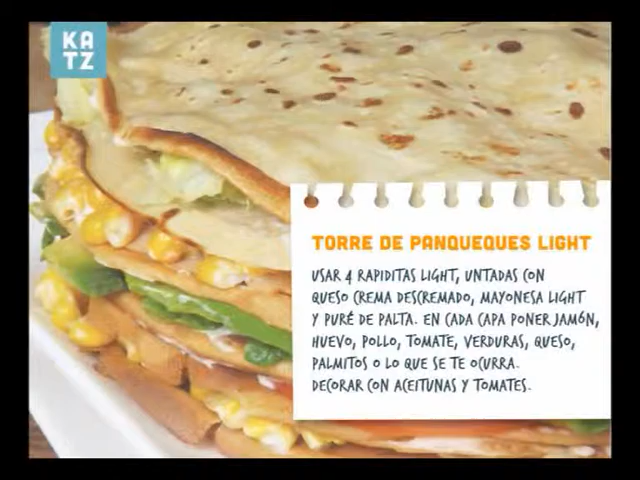 KA
TZ
TORRE DE PANQUEQUES LIGHT
USAR 4 RAPIDITAS LIGHT, UNTADAS CON
QUESO CREMA DESCREMADO, MAYONESA LIGHT
Y PURÉ DE PALTA. EN CADA CAPA PONER JAMÓN,
HUEVO, POLLO, TOMATE, VERDURAS, QUESO,
PALMITOS O LO QUE SE TE OCURRA.
DECORAR CON ACEITUNAS Y TOMATES.